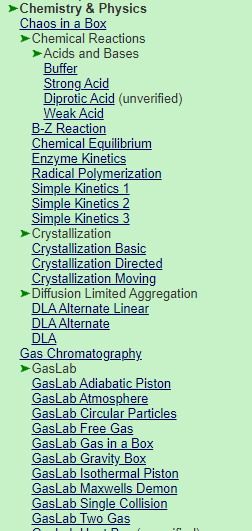 Chemistry & Physics
Chaos in a Box
Chemical Reactions
Acids and Bases
Buffer
Strong Acid
Diprotic Acid (unverified)
Weak Acid
B-Z Reaction
Chemical Equilibrium
Enzyme Kinetics
Radical Polymerization
Simple Kinetics 1
Simple Kinetics 2
Simple Kinetics 3
Crystallization
Crystallization Basic
Crystallization Directed
Crystallization Moving
Diffusion Limited Aggregation
DLA Alternate Linear
DLA Alternate
DLA
Gas Chromatography
GasLab
GasLab Adiabatic Piston
GasLab Atmosphere
GasLab Circular Particles
GasLab Free Gas
GasLab Gas in a Box
GasLab Gravity Box
GasLab Isothermal Piston
GasLab Maxwells Demon
GasLab Single Collision
GasLab Two Gas